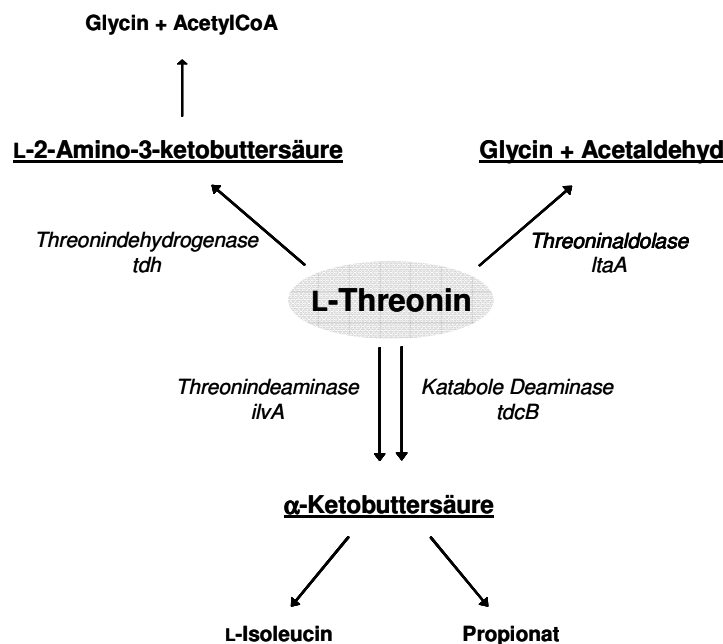 Glycin + AcetylCoA
L-2-Amino-3-ketobuttersäure
Glycin + Acetaldehyd
Threonindehydrogenase
tdh
Threoninaldolase
ltaA
L-Threonin
Threonindeaminase
ilvA
Katabole Deaminase
tdcB
α-Ketobuttersäure
L-Isoleucin
Propionat